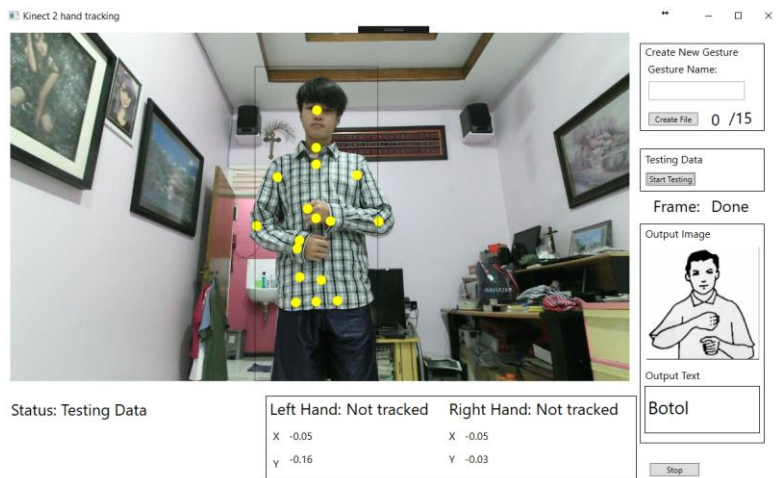 Kinect 2 hand tracking
Create New Gesture
Gesture Name:
Create File 0 /15
Testing Data
Start Testing
Frame: Done
Output Image
Output Text
Botol
Stop
Status: Testing Data
Left Hand: Not tracked Right Hand: Not tracked
X -0.05 X -0.05
Y -0.16 Y -0.03